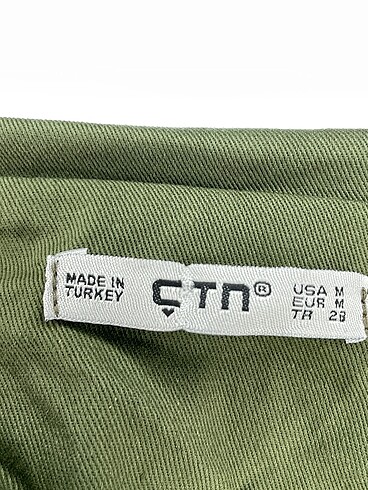 MADE IN
TURKEY
ÇTN®
USA M
EUR M
TR 28